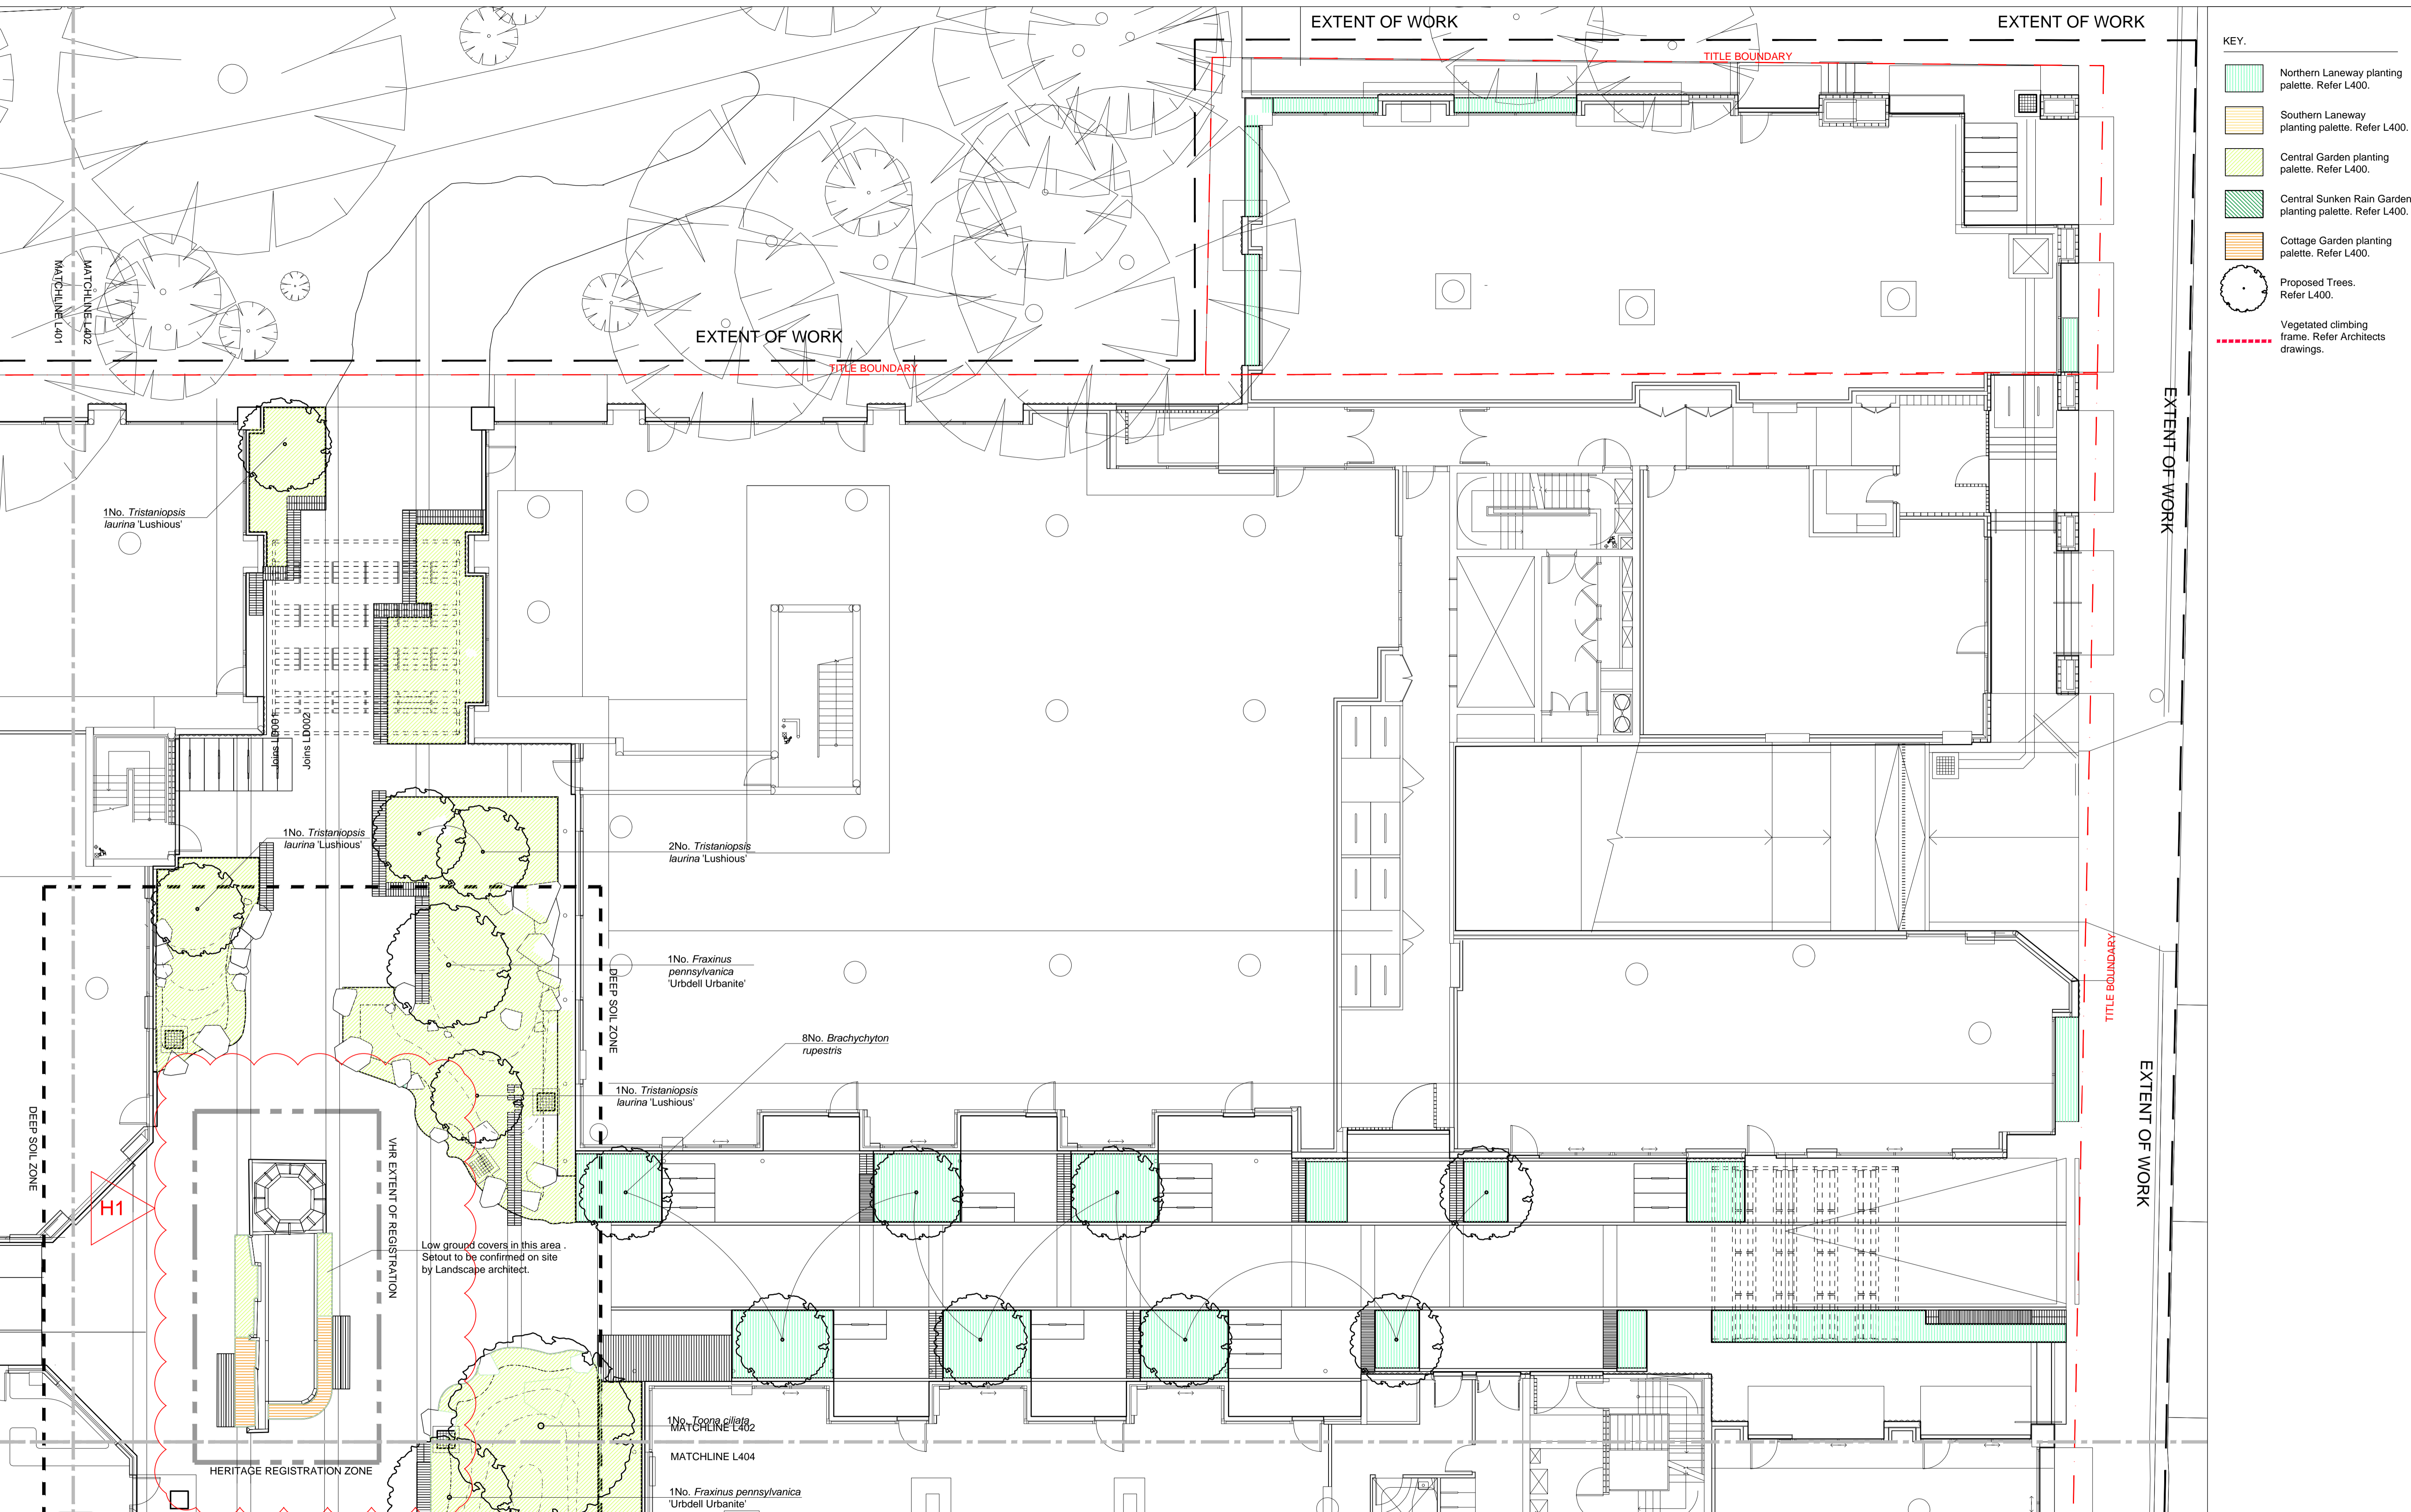 EXTENT OF WORK
EXTENT OF WORK
TITLE BOUNDARY
KEY.
Northern Laneway planting
palette. Refer L400.
Southern Laneway
planting palette. Refer L400.
Central Garden planting
palette. Refer L400.
Central Sunken Rain Garden
planting palette. Refer L400.
Cottage Garden planting
palette. Refer L400.
Proposed Trees.
Refer L400.
Vegetated climbing
frame. Refer Architects
drawings.
MATCHLINE L401
MATCHLINE L402
EXTENT OF WORK
TITLE BOUNDARY
EXTENT OF WORK
1No. Tristaniopsis
laurina 'Lushious'
Joins L0001
Joins L0002
1No. Tristaniopsis
laurina 'Lushious'
2No. Tristaniopsis
laurina 'Lushious'
1No. Fraxinus
pennsylvanica
'Urbdell Urbanite'
DEEP SOIL ZONE
TITLE BOUNDARY
8No. Brachychyton
rupestris
1No. Tristaniopsis
laurina 'Lushious'
EXTENT OF WORK
DEEP SOIL ZONE
H1
VHR EXTENT OF REGISTRATION
Low ground covers in this area .
Setout to be confirmed on site
by Landscape architect.
1No. Toona ciliata
MATCHLINE L402
MATCHLINE L404
HERITAGE REGISTRATION ZONE
1No. Fraxinus pennsylvanica
'Urbdell Urbanite'